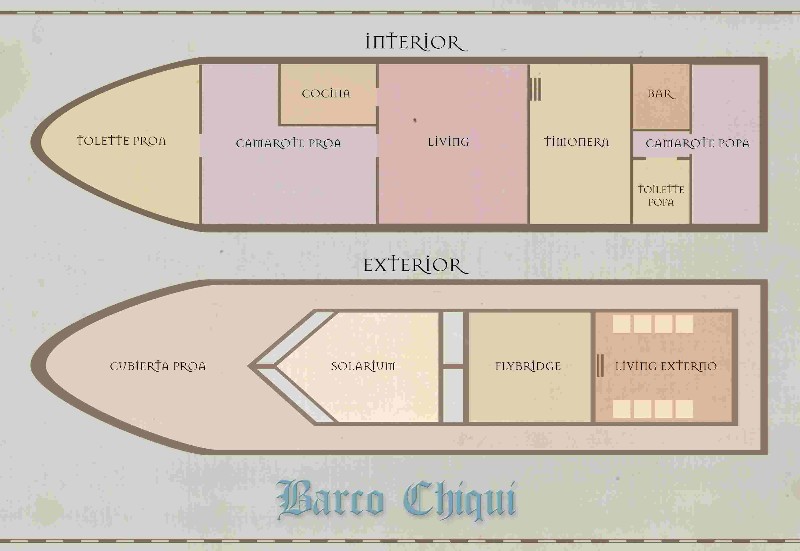 INTERIOR
TOLETTE PROA
CAMAROTE PROA
COCINA
LIVING
TIMONERA
BAR
CAMAROTE POPA
TOILETTE
POPA
EXTERIOR
CUBIERTA PROA
SOLARIUM
FLYBRIDGE
LIVING EXTERNO
Barco Chiqui